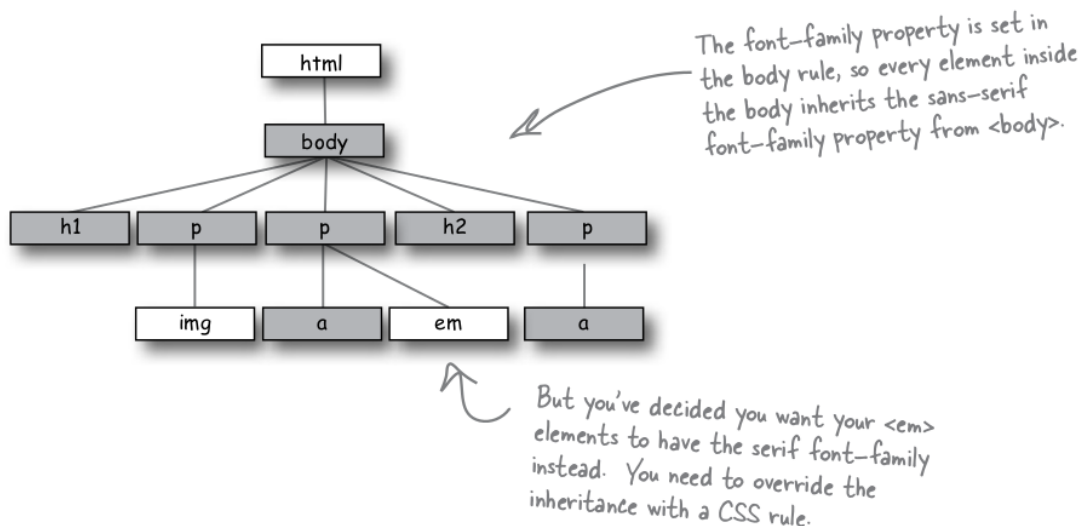 html
The font-family property is set in
the body rule, so every element inside
the body inherits the sans-serif
font-family property from <body>.
body
h1 p p h2 p
img a em a
But you've decided you want your <em>
elements to have the serif font-family
instead. You need to override the
inheritance with a CSS rule.